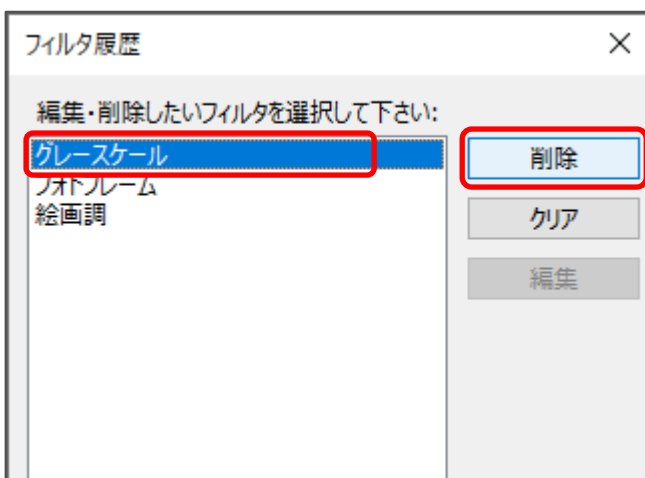 フィルタ履歴
編集・削除したいフィルタを選択して下さい:
グレースケール
フォトフレーム
絵画調
削除
クリア
編集